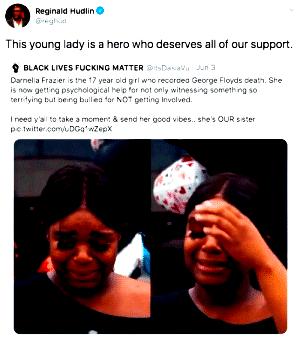 Reginald Hudlin
@reghud
This young lady is a hero who deserves all of our support.
BLACK LIVES FUCKING MATTER @itsDakiaVu · Jun 3
Darnella Frazier is the 17 year old girl who recorded George Floyds death. She
is now getting psychological help for not only witnessing something so
terrifying but being bullied for NOT getting Involved.
I need y'all to take a moment & send her good vibes.. she's OUR sister
pic.twitter.com/uDGq1wZepX